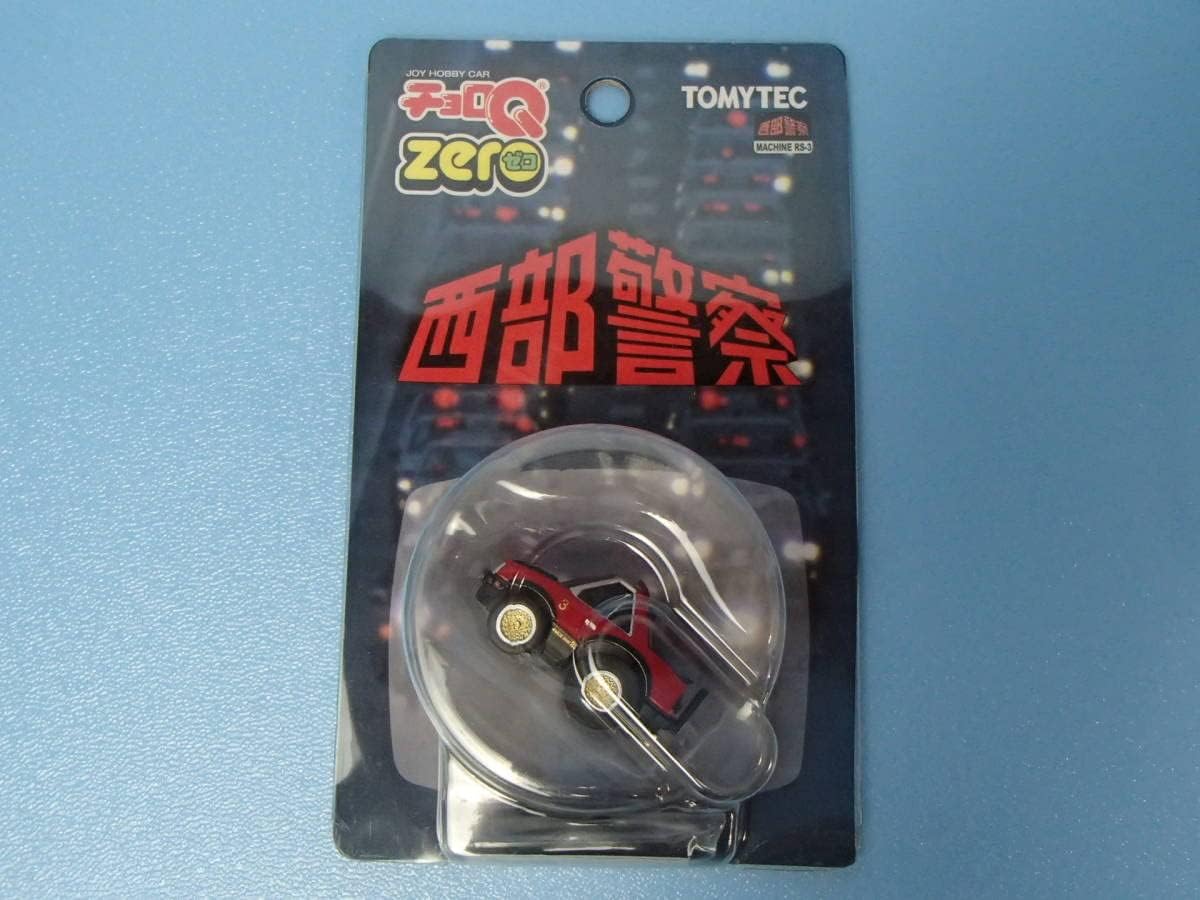 JOY HOBBY CAR
チョロQ®
zero ゼロ
TOMYTEC
西部警察
MACHINE RS-3
西部警察
3